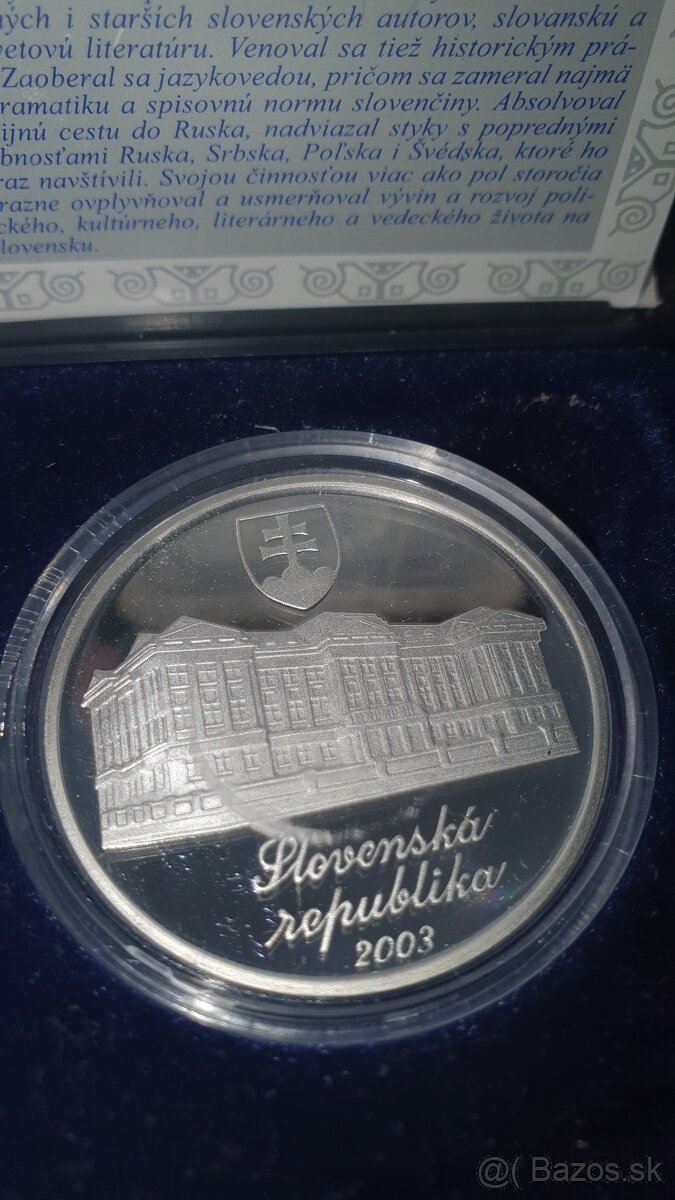 ných i starších slovenských autorov, slovanskú a
vetovú literatúru. Venoval sa tiež historickým prá-
Zaoberal sa jazykovedou, pričom sa zameral najmä
ramatiku a spisovnú normu slovenčiny. Absolvoval
ijnú cestu do Ruska, nadviazal styky s poprednými
bnosťami Ruska, Srbska, Poľska i Švédska, ktoré ho
raz navštívili. Svojou činnosťou viac ako pol storočia
razne ovplyvňoval a usmerňoval vývin a rozvoj poli-
ckého, kultúrneho, literárneho a vedeckého života na
lovensku.
Slovenská
republika
2003
@( Bazos.sk